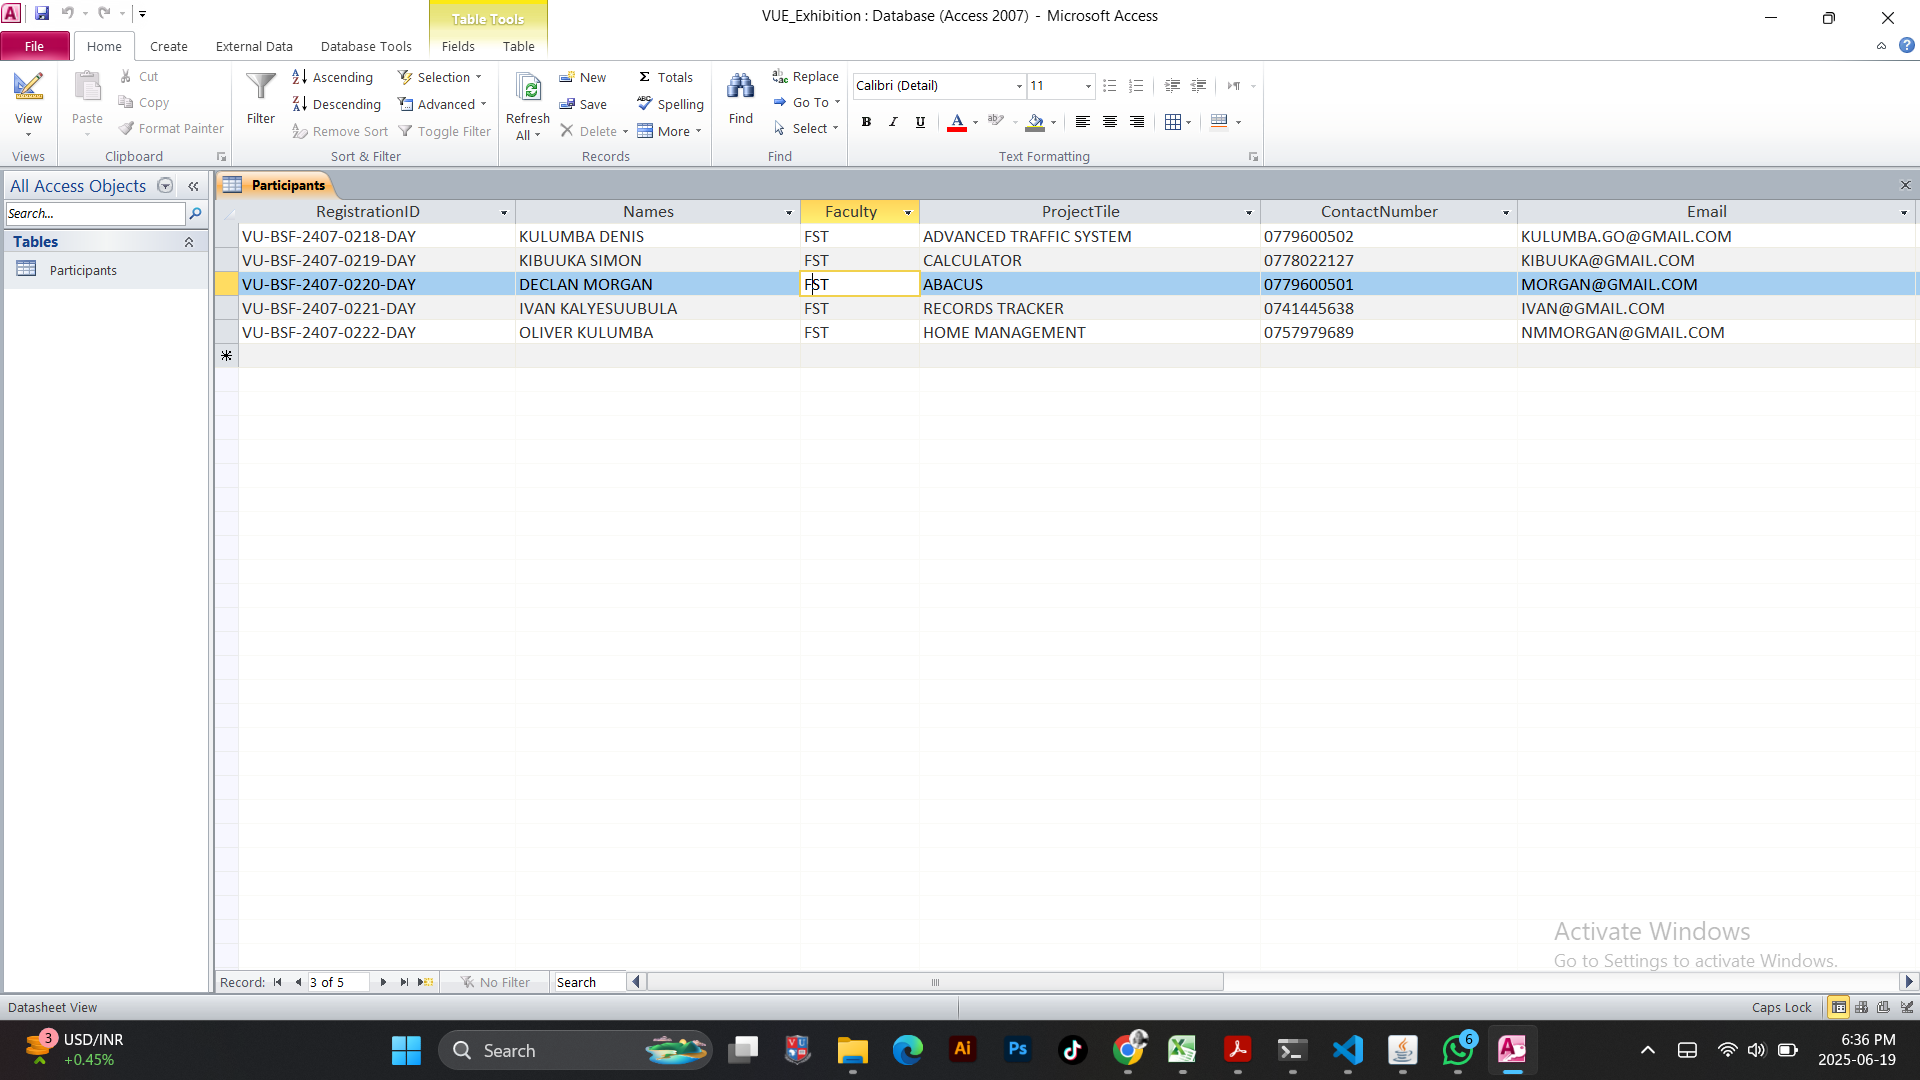 VUE_Exhibition : Database (Access 2007) - Microsoft Access
Table Tools
File Home Create External Data Database Tools Fields Table
View
Views
Paste
Cut
Copy
Format Painter
Clipboard
Filter
Ascending
Descending
Remove Sort
Selection
Advanced
Toggle Filter
Sort & Filter
Refresh
All
New
Save
Delete
Totals
Spelling
More
Records
Find
Replace
Go To
Select
Find
Calibri (Detail) 11
B I U A
Text Formatting
All Access Objects
Search...
Tables
Participants
Participants
RegistrationID Names Faculty ProjectTile ContactNumber Email
VU-BSF-2407-0218-DAY KULUMBA DENIS FST ADVANCED TRAFFIC SYSTEM 0779600502 KULUMBA.GO@GMAIL.COM
VU-BSF-2407-0219-DAY KIBUUKA SIMON FST CALCULATOR 0778022127 KIBUUKA@GMAIL.COM
VU-BSF-2407-0220-DAY DECLAN MORGAN FST ABACUS 0779600501 MORGAN@GMAIL.COM
VU-BSF-2407-0221-DAY IVAN KALYESUUBULA FST RECORDS TRACKER 0741445638 IVAN@GMAIL.COM
VU-BSF-2407-0222-DAY OLIVER KULUMBA FST HOME MANAGEMENT 0757979689 NMMORGAN@GMAIL.COM
Activate Windows
Go to Settings to activate Windows.
Record: 3 of 5 No Filter Search
Datasheet View Caps Lock
3 USD/INR
+0.45%
Search
VU
Ai
Ps
6
6:36 PM
2025-06-19